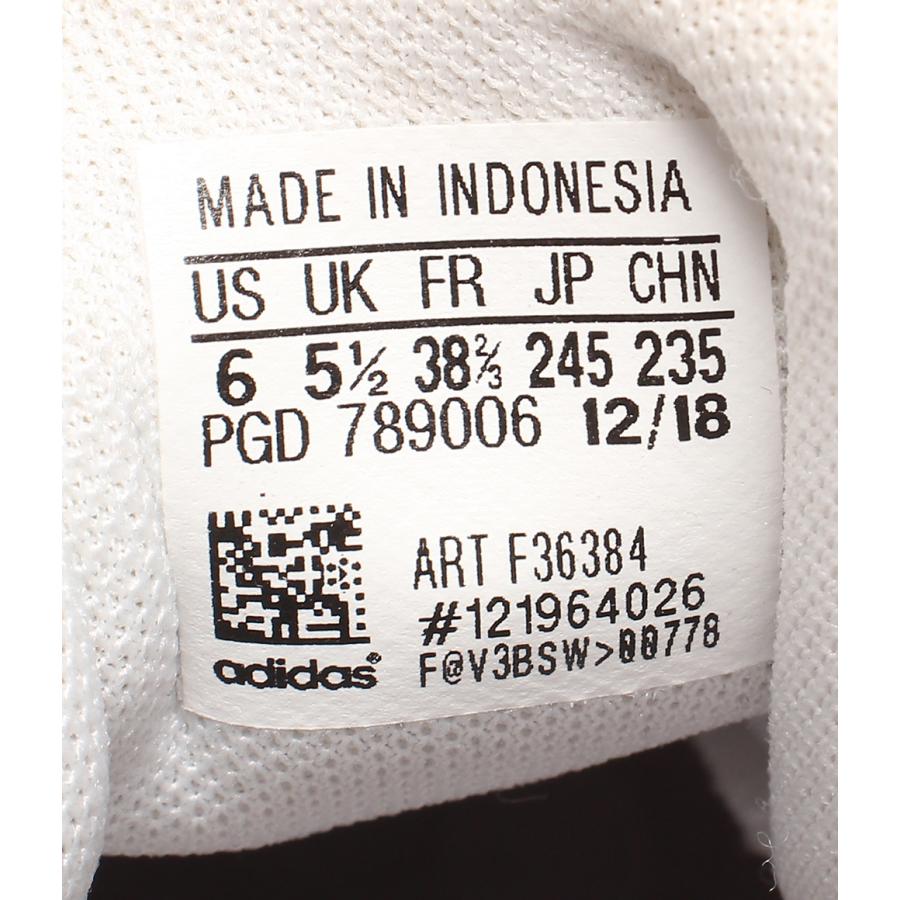 MADE IN INDONESIA
US UK FR JP CHN
6 5½ 38⅔ 245 235
PGD 789006 12/18
ART F36384
#121964026
F@V3BSW>00778
adidas®